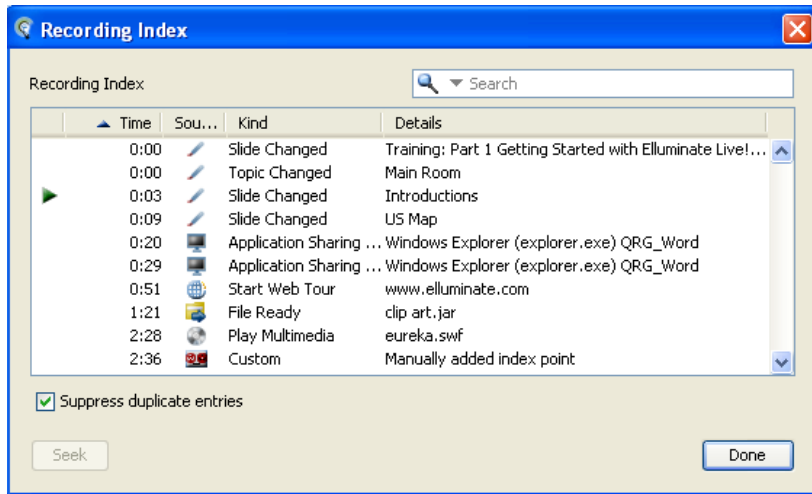 Recording Index
Recording Index Search
Time Sou... Kind Details
0:00 Slide Changed Training: Part 1 Getting Started with Elluminate Live!...
0:00 Topic Changed Main Room
0:03 Slide Changed Introductions
0:09 Slide Changed US Map
0:20 Application Sharing ... Windows Explorer (explorer.exe) QRG_Word
0:29 Application Sharing ... Windows Explorer (explorer.exe) QRG_Word
0:51 Start Web Tour www.elluminate.com
1:21 File Ready clip art.jar
2:28 Play Multimedia eureka.swf
2:36 Custom Manually added index point
Suppress duplicate entries
Seek Done